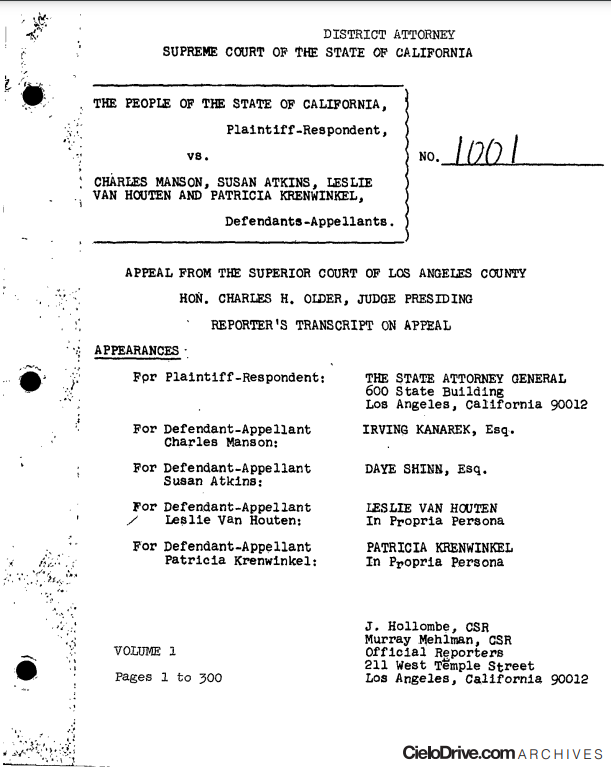 DISTRICT ATTORNEY
SUPREME COURT OF THE STATE OF CALIFORNIA
THE PEOPLE OF THE STATE OF CALIFORNIA,
Plaintiff-Respondent,
vs.
NO. 1001
CHARLES MANSON, SUSAN ATKINS, LESLIE
VAN HOUTEN AND PATRICIA KRENWINKEL,
Defendants-Appellants.
APPEAL FROM THE SUPERIOR COURT OF LOS ANGELES COUNTY
HON. CHARLES H. OLDER, JUDGE PRESIDING
REPORTER'S TRANSCRIPT ON APPEAL
APPEARANCES:
For Plaintiff-Respondent: THE STATE ATTORNEY GENERAL
600 State Building
Los Angeles, California 90012
For Defendant-Appellant IRVING KANAREK, Esq.
Charles Manson:
For Defendant-Appellant DAYE SHINN, Esq.
Susan Atkins:
For Defendant-Appellant LESLIE VAN HOUTEN
Leslie Van Houten: In Propria Persona
For Defendant-Appellant PATRICIA KRENWINKEL
Patricia Krenwinkel: In Propria Persona
J. Hollombe, CSR
Murray Mehlman, CSR
VOLUME 1 Official Reporters
211 West Temple Street
Pages 1 to 300 Los Angeles, California 90012
CieloDrive.com ARCHIVES